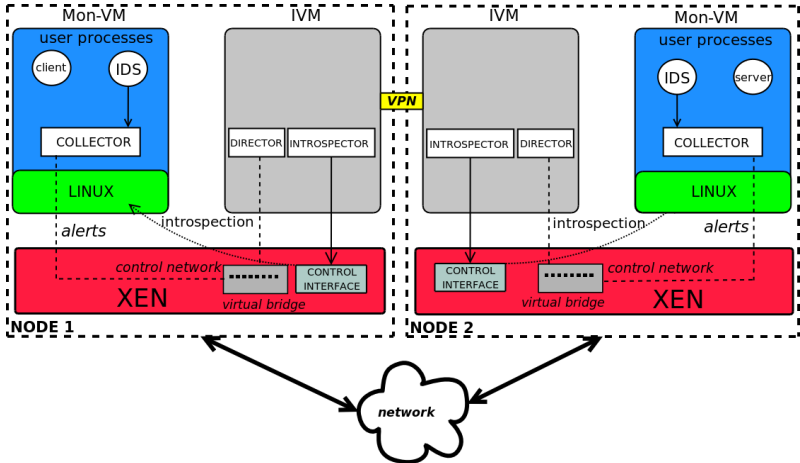 Mon-VM
user processes
client
IDS
COLLECTOR
LINUX
alerts
IVM
DIRECTOR
INTROSPECTOR
introspection
control network
virtual bridge
CONTROL
INTERFACE
XEN
NODE 1
VPN
IVM
INTROSPECTOR
DIRECTOR
Mon-VM
user processes
IDS
server
COLLECTOR
LINUX
introspection
alerts
CONTROL
INTERFACE
control network
virtual bridge
XEN
NODE 2
network